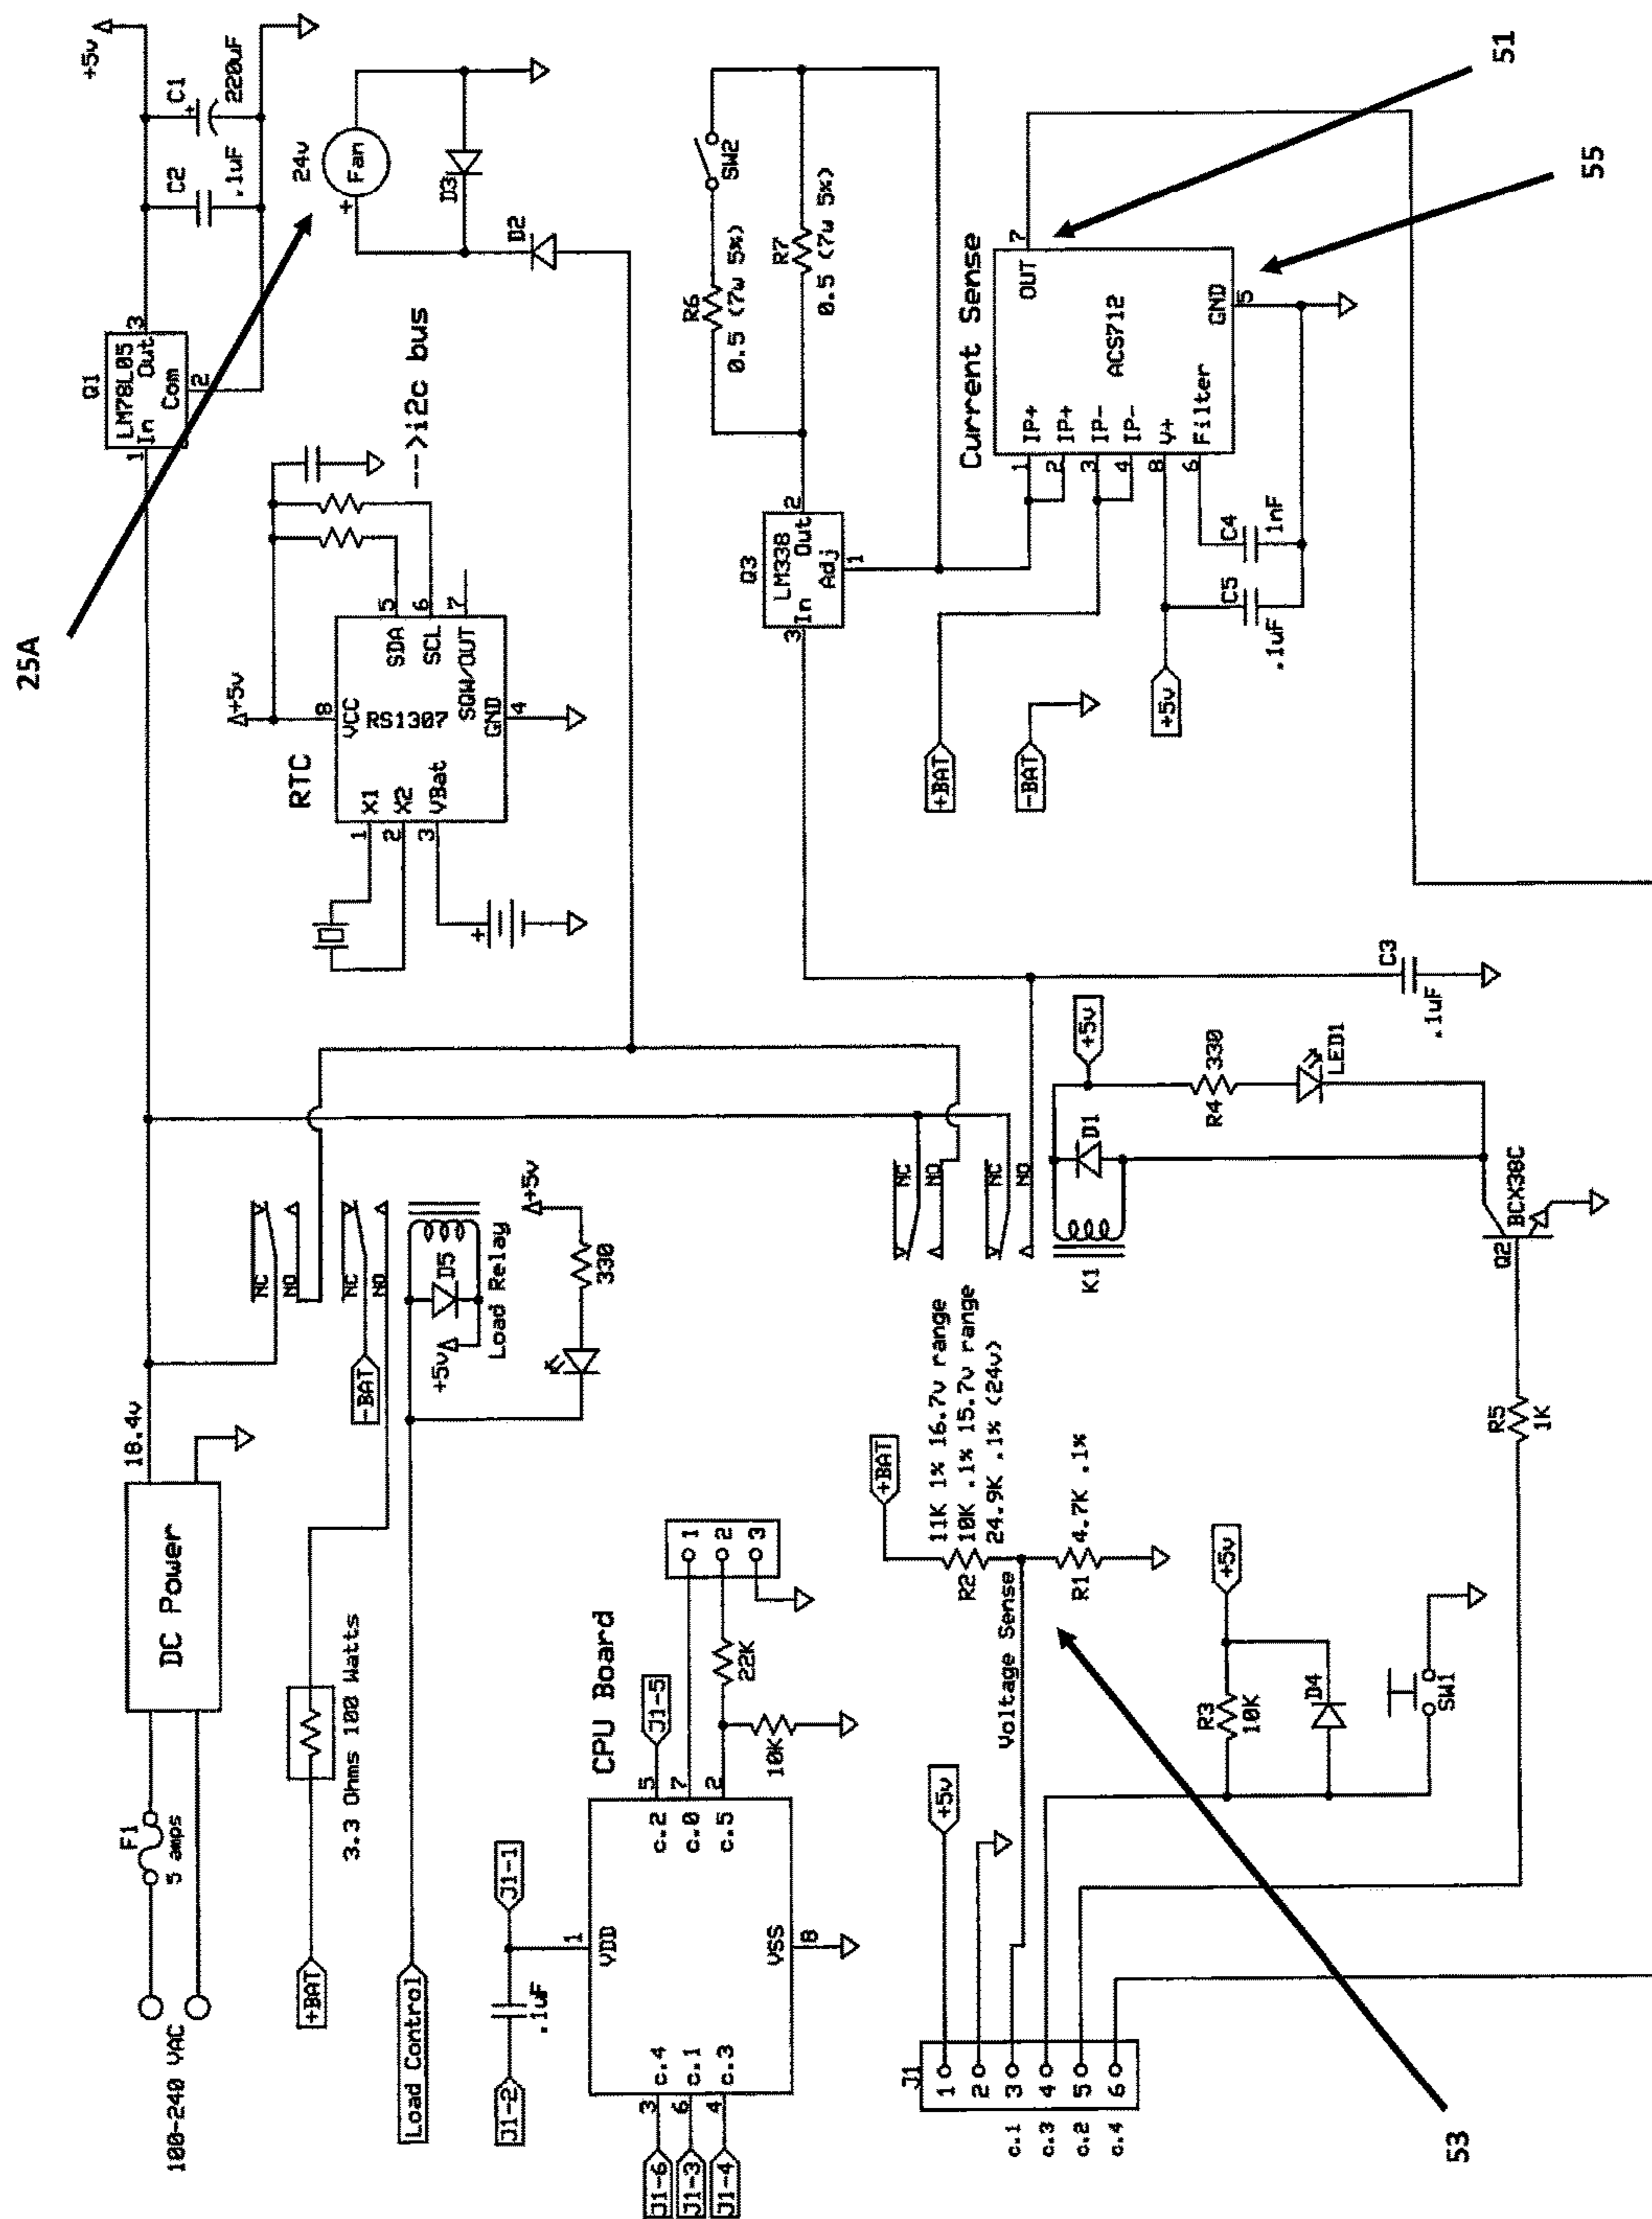 100-240 VAC
F1
5 amps
DC Power
18.4v
Q1
LM78L05
In
Out
Com
1
3
2
+5v
C2
.1uF
C1
220uF
25A
24v
Fan
+
D3
D2
+BAT
3.3 Ohms 100 Watts
NC
NO
-BAT
NC
NO
Load Control
+5v
D5
Load Relay
330
+5v
RTC
RS1307
X1
X2
VBat
VCC
SDA
SCL
SQW/OUT
GND
1
2
3
8
5
6
7
4
+
+5v
-->i2c bus
CPU Board
J1-2
.1uF
J1-1
1
VDD
VSS
8
c.4
c.1
c.3
3
6
4
J1-6
J1-3
J1-4
c.2
c.0
c.5
5
7
2
J1-5
22K
10K
1
2
3
J1
1
2
3
4
5
6
c.1
c.3
c.2
c.4
+5v
Voltage Sense
+BAT
R2
11K 1% 16.7v range
10K .1% 15.7v range
24.9K .1% (24v)
R1
4.7K .1%
53
+5v
R3
10K
D4
SW1
R5
1K
Q2
BCX38C
NC
NO
NC
NO
K1
D1
+5v
R4
330
LED1
C3
.1uF
Q3
LM338
In
Out
Adj
3
2
1
R6
0.5 (7w 5%)
SW2
R7
0.5 (7w 5%)
Current Sense
ACS712
IP+
IP+
IP-
IP-
V+
Filter
OUT
GND
1
2
3
4
8
6
7
5
+BAT
-BAT
+5v
C5
.1uF
C4
1nF
51
55